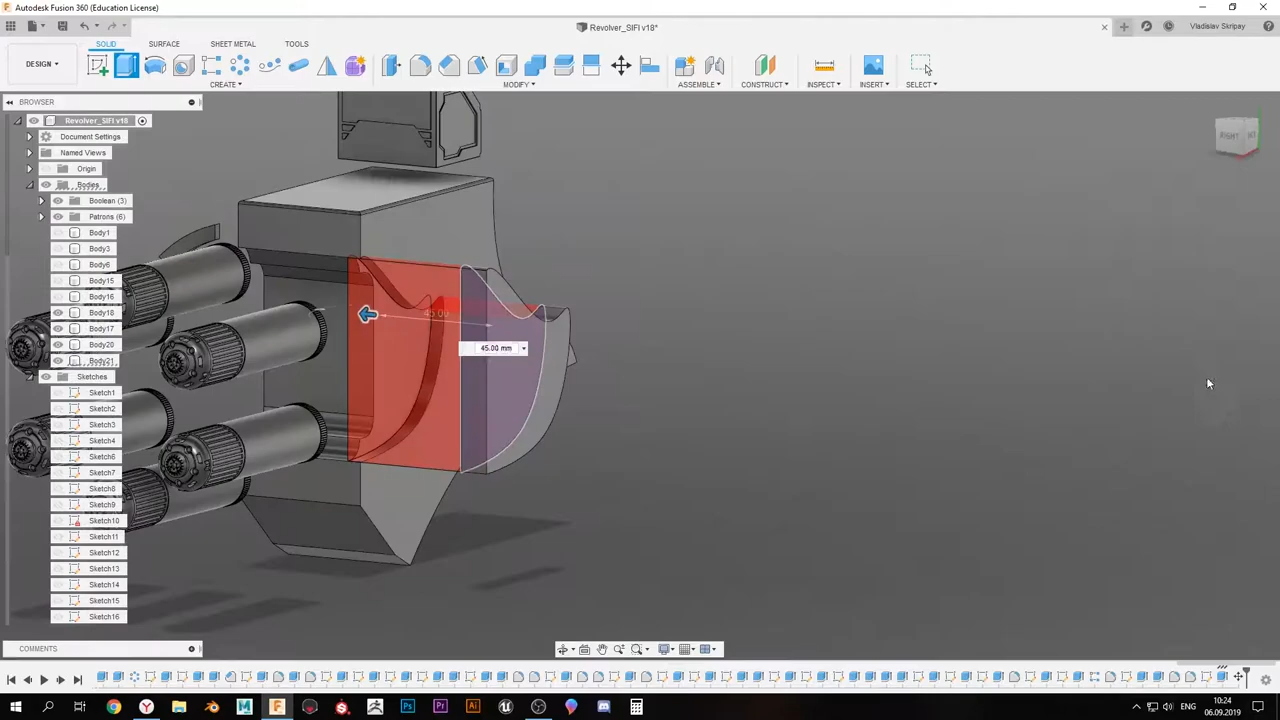 Autodesk Fusion 360 (Education License)
Revolver_SIFI v18*
Vladislav Skripay
DESIGN
SOLID
SURFACE
SHEET METAL
TOOLS
CREATE
MODIFY
ASSEMBLE
CONSTRUCT
INSPECT
INSERT
SELECT
BROWSER
Revolver_SIFI v18
Document Settings
Named Views
Origin
Bodies
Boolean (3)
Patrons (6)
Body1
Body3
Body6
Body15
Body16
Body18
Body17
Body20
Body21
Sketches
Sketch1
Sketch2
Sketch3
Sketch4
Sketch6
Sketch7
Sketch8
Sketch9
Sketch10
Sketch11
Sketch12
Sketch13
Sketch14
Sketch15
Sketch16
45.00
45.00 mm
RIGHT
COMMENTS
ENG
10:24
06.09.2019